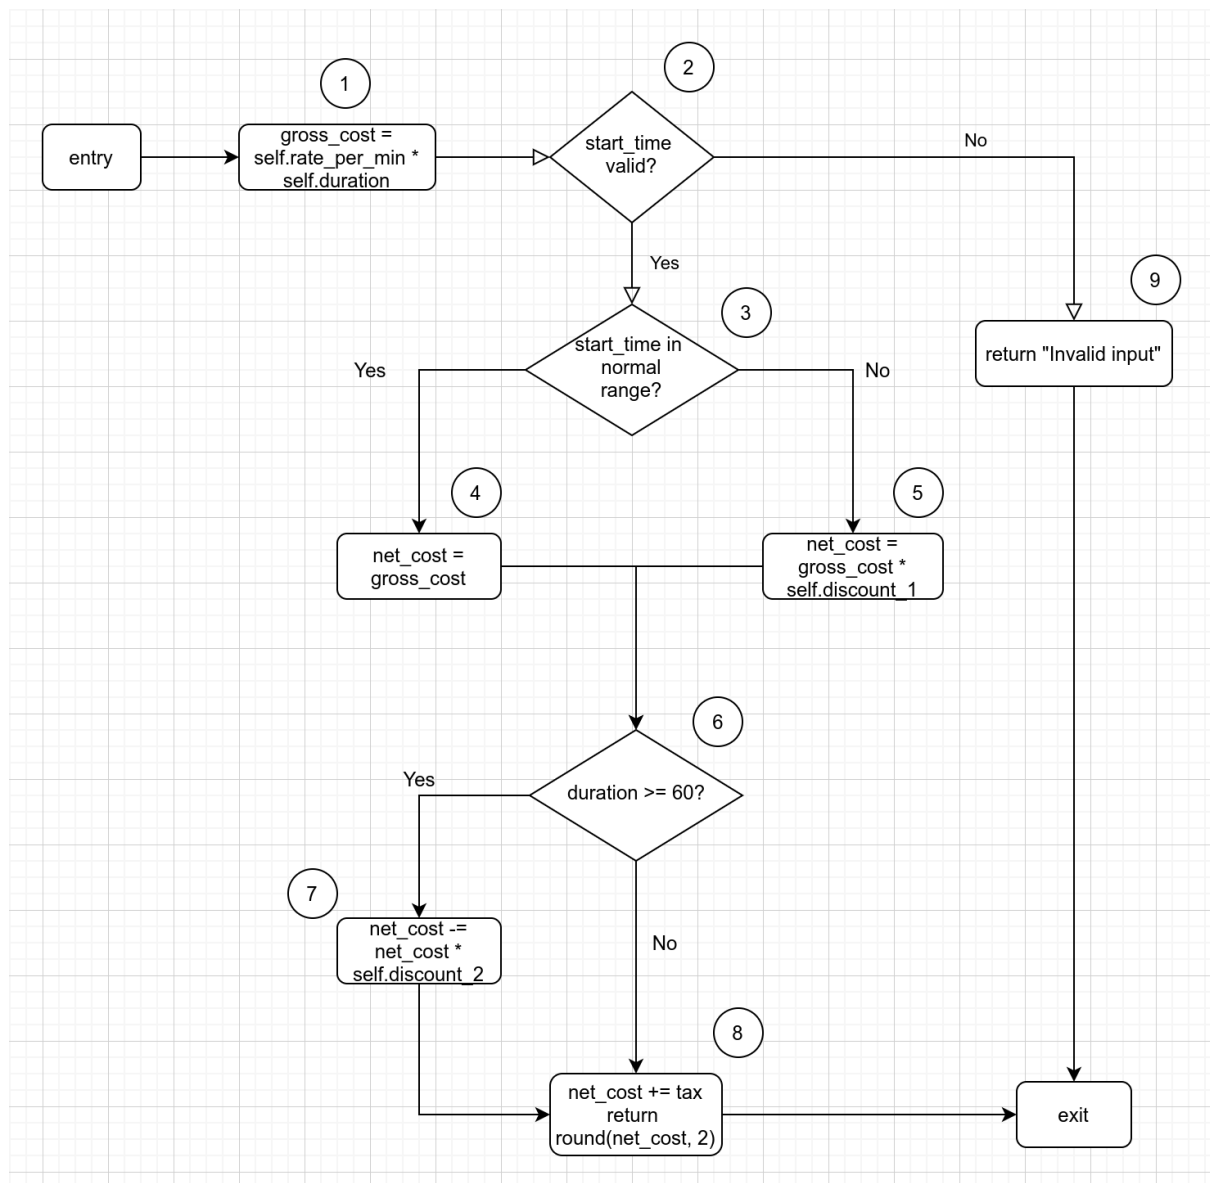 1
2
entry
gross_cost =
self.rate_per_min *
self.duration
start_time
valid?
No
Yes
9
3
return "Invalid input"
start_time in
normal
range?
Yes
No
4
5
net_cost =
gross_cost
net_cost =
gross_cost *
self.discount_1
6
Yes
duration >= 60?
7
net_cost -=
net_cost *
self.discount_2
No
8
net_cost += tax
return
round(net_cost, 2)
exit